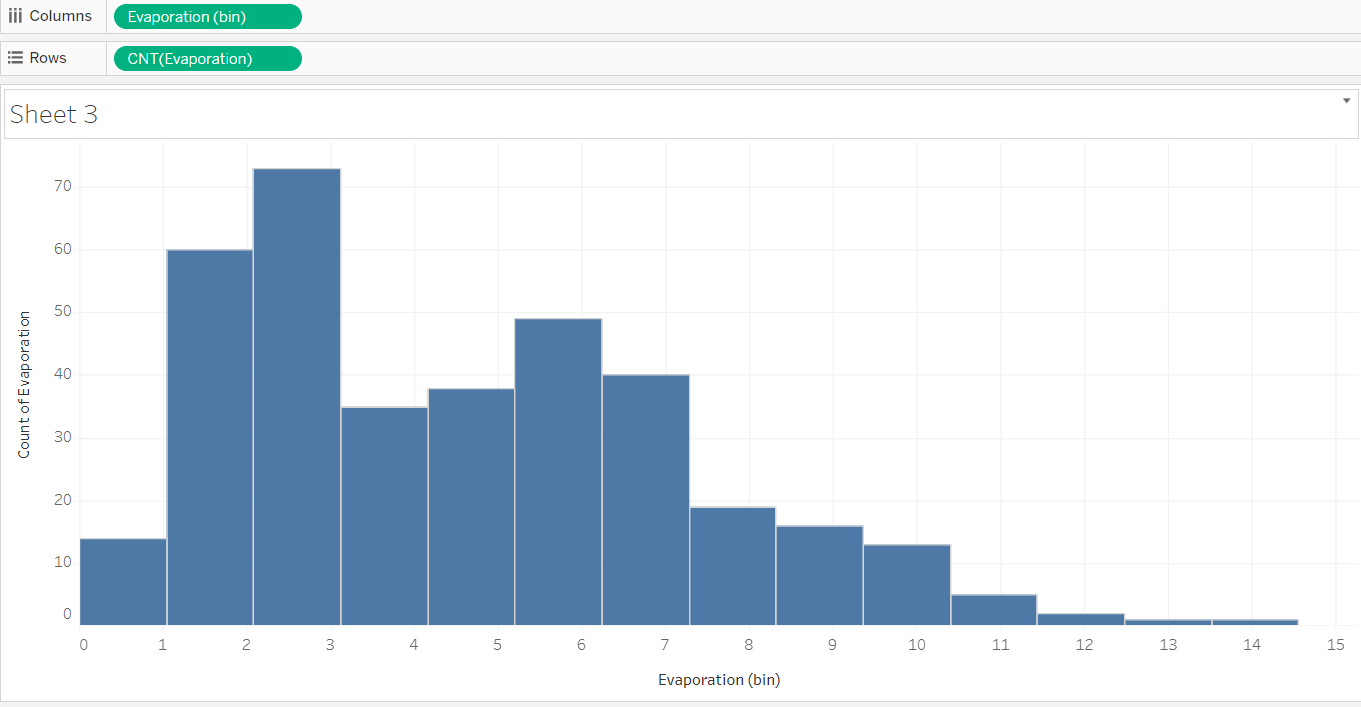 Columns
Evaporation (bin)
Rows
CNT(Evaporation)
Sheet 3
Count of Evaporation
70
60
50
40
30
20
10
0
0 1 2 3 4 5 6 7 8 9 10 11 12 13 14 15
Evaporation (bin)